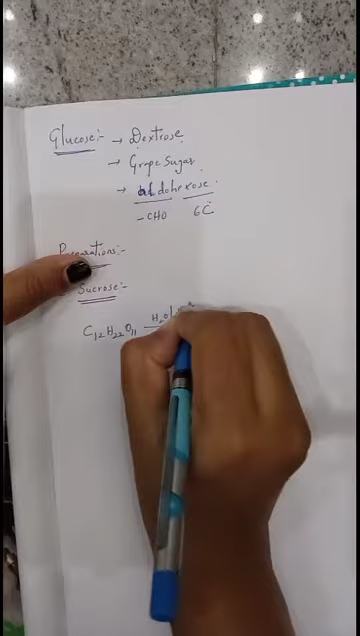 Glucose:-
→ Dextrose.
→ Grape Sugar.
→ aldohexose.
-CHO 6C
Preparations:-
Sucrose:-
C₁₂H₂₂O₁₁ H₂O